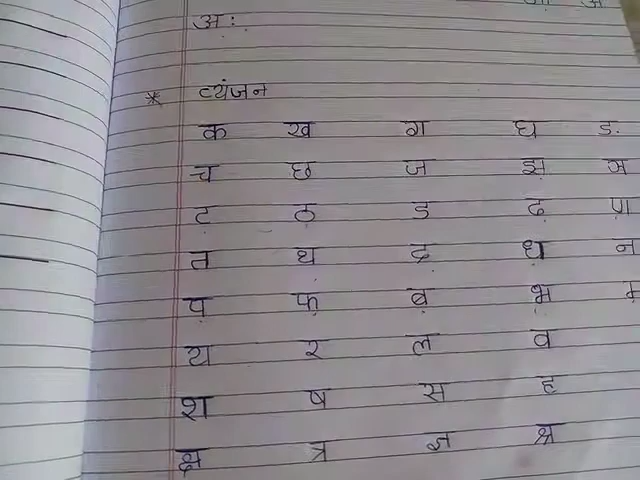 अः
* व्यंजन
क ख ग घ ङ
च छ ज झ ञ
ट ठ ड ढ ण
त थ द ध न
प फ ब भ म
य र ल व
श ष स ह
क्ष त्र ज्ञ श्र